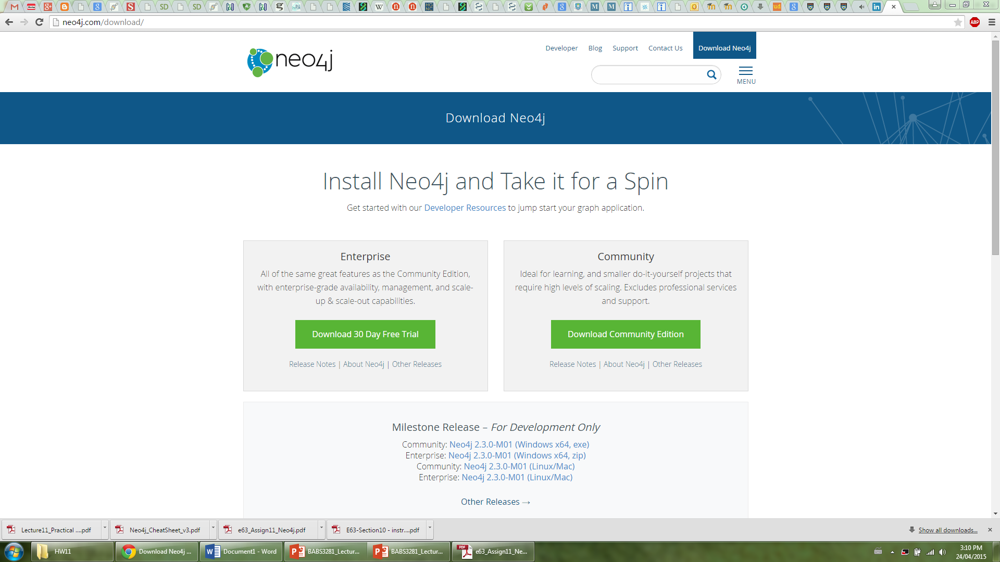 neo4j.com/download/
ABP
neo4j
Developer
Blog
Support
Contact Us
Download Neo4j
MENU
Download Neo4j
Install Neo4j and Take it for a Spin
Get started with our Developer Resources to jump start your graph application.
Enterprise
All of the same great features as the Community Edition,
with enterprise-grade availability, management, and scale-
up & scale-out capabilities.
Download 30 Day Free Trial
Release Notes | About Neo4j | Other Releases
Community
Ideal for learning, and smaller do-it-yourself projects that
require high levels of scaling. Excludes professional services
and support.
Download Community Edition
Release Notes | About Neo4j | Other Releases
Milestone Release – For Development Only
Community: Neo4j 2.3.0-M01 (Windows x64, exe)
Enterprise: Neo4j 2.3.0-M01 (Windows x64, zip)
Community: Neo4j 2.3.0-M01 (Linux/Mac)
Enterprise: Neo4j 2.3.0-M01 (Linux/Mac)
Other Releases →
Lecture11_Practical ....pdf
Neo4j_CheatSheet_v3.pdf
e63_Assign11_Neo4j.pdf
E63-Section10 - instr....pdf
Show all downloads...
HW11
Download Neo4j ...
Document1 - Word
BABS3281_Lectur...
BABS3281_Lectur...
e63_Assign11_Ne...
3:10 PM
24/04/2015